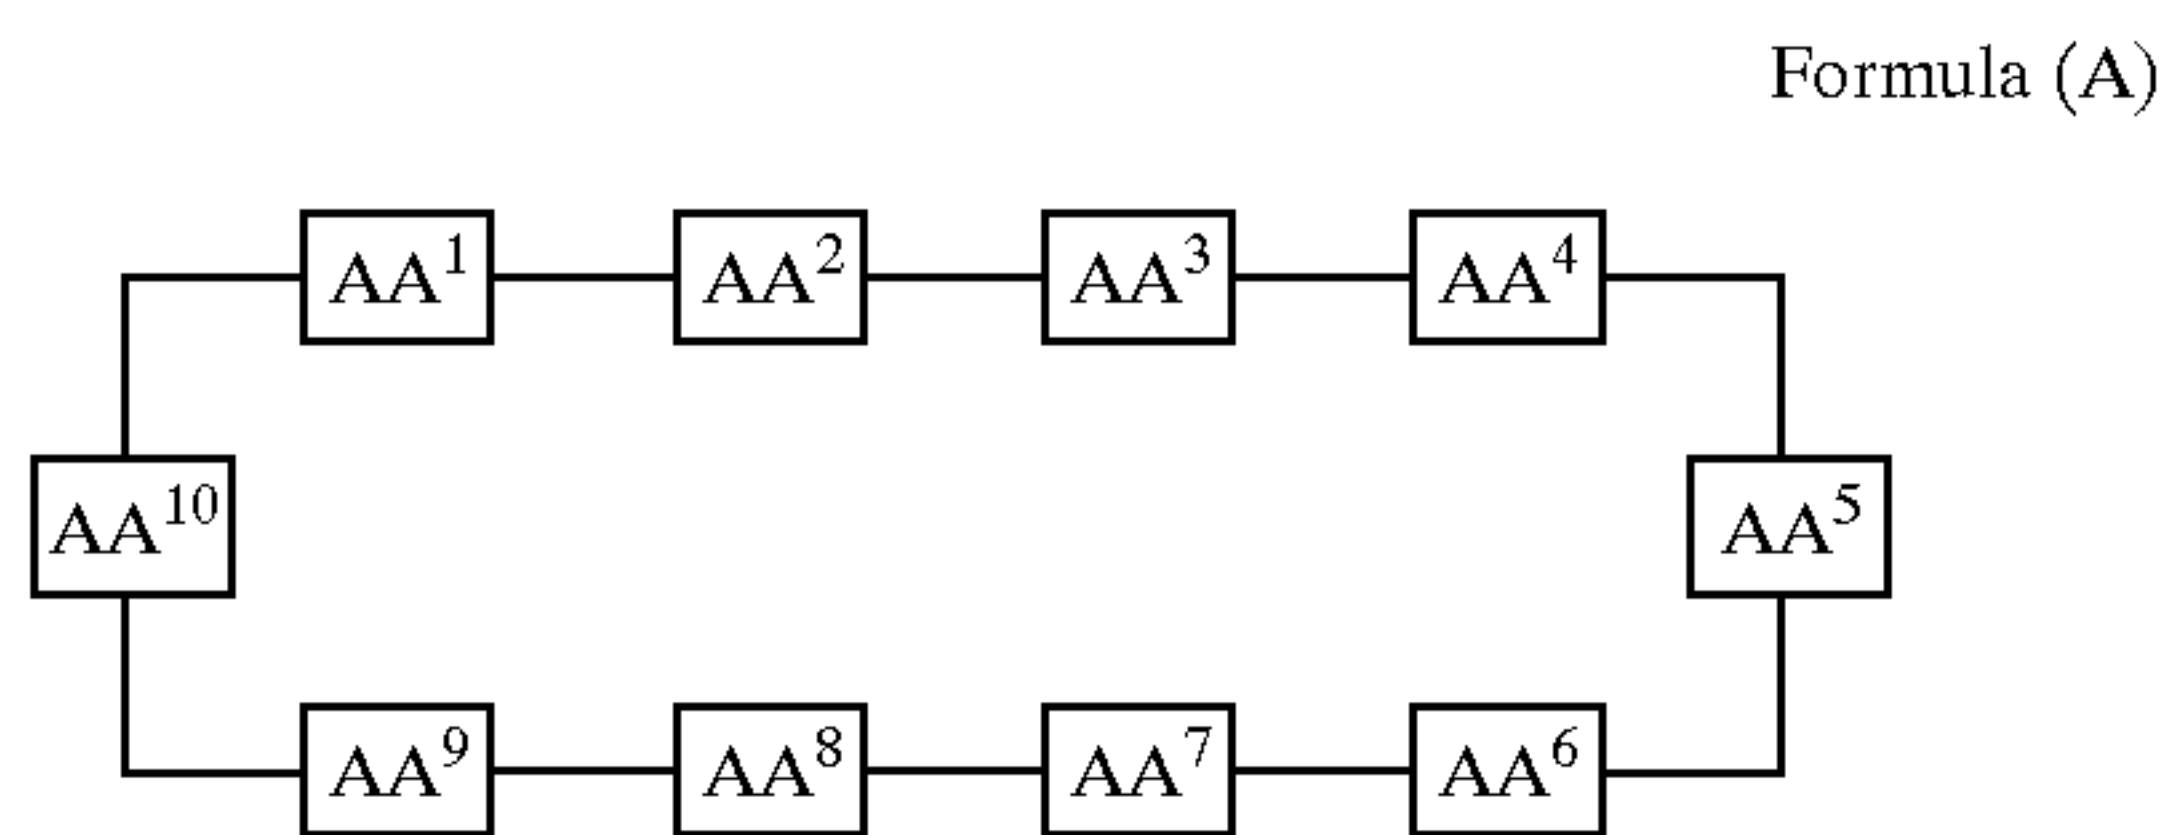 Formula (A)
AA¹ AA² AA³ AA⁴
AA¹⁰ AA⁵
AA⁹ AA⁸ AA⁷ AA⁶